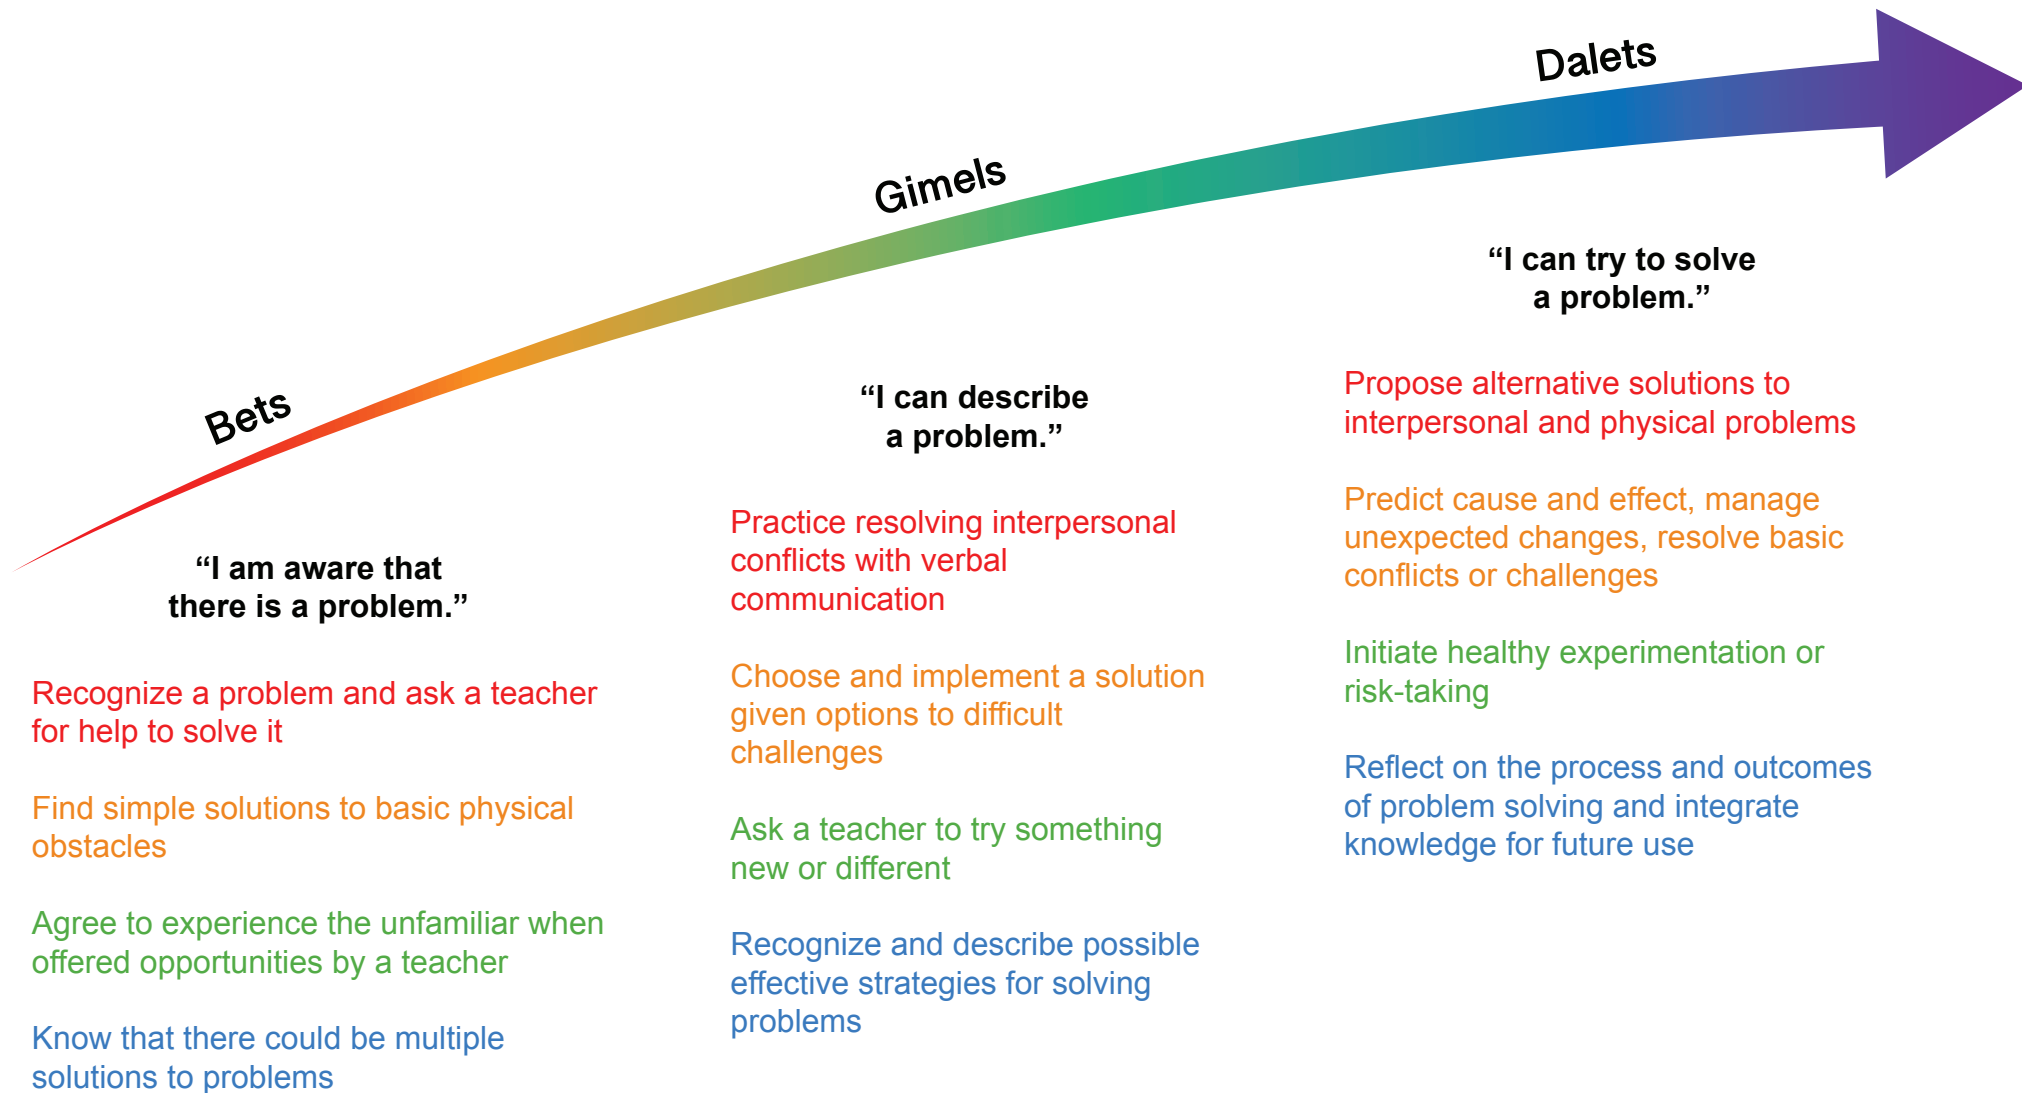 Bets
“I am aware that
there is a problem.”
Recognize a problem and ask a teacher
for help to solve it
Find simple solutions to basic physical
obstacles
Agree to experience the unfamiliar when
offered opportunities by a teacher
Know that there could be multiple
solutions to problems
Gimels
“I can describe
a problem.”
Practice resolving interpersonal
conflicts with verbal
communication
Choose and implement a solution
given options to difficult
challenges
Ask a teacher to try something
new or different
Recognize and describe possible
effective strategies for solving
problems
Dalets
“I can try to solve
a problem.”
Propose alternative solutions to
interpersonal and physical problems
Predict cause and effect, manage
unexpected changes, resolve basic
conflicts or challenges
Initiate healthy experimentation or
risk-taking
Reflect on the process and outcomes
of problem solving and integrate
knowledge for future use